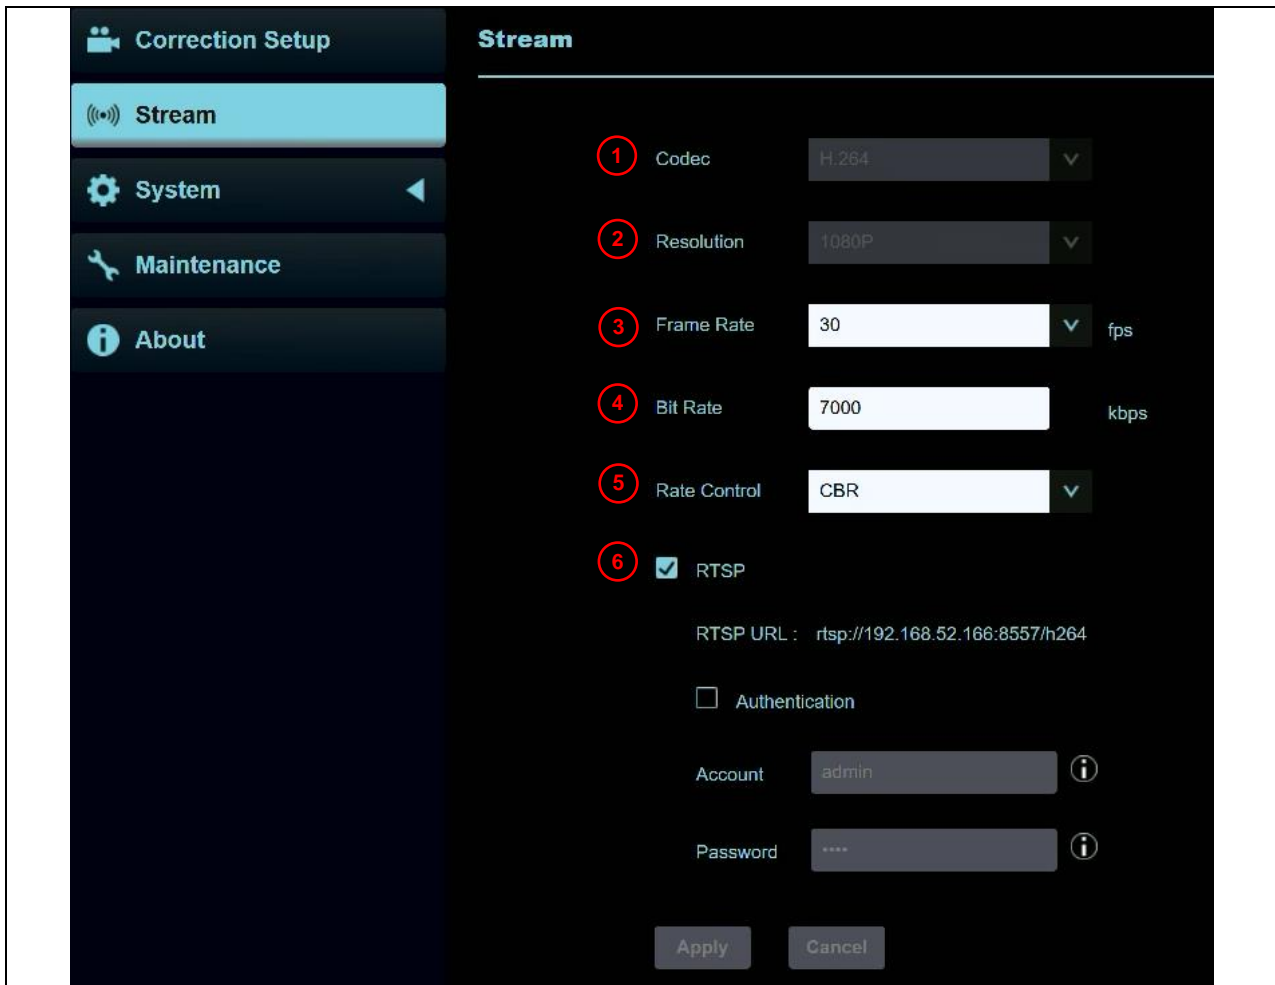 Correction Setup
Stream
System
Maintenance
About
Stream
1 Codec H.264
2 Resolution 1080P
3 Frame Rate 30 fps
4 Bit Rate 7000 kbps
5 Rate Control CBR
6 RTSP
RTSP URL : rtsp://192.168.52.166:8557/h264
Authentication
Account admin
Password ••••
Apply Cancel